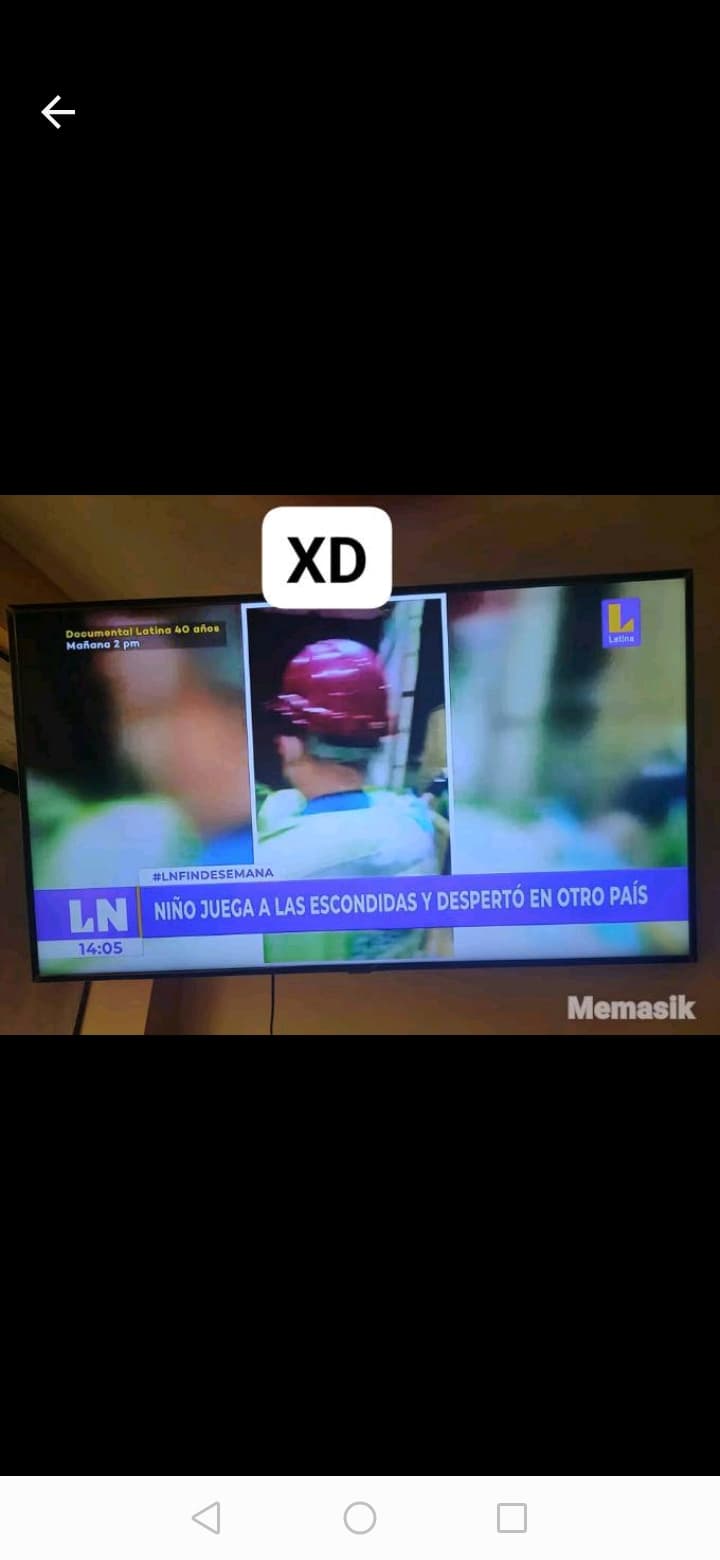 XD
Documental Latina 40 años
Mañana 2 pm
L
Latina
#LNFINDESEMANA
LN
NIÑO JUEGA A LAS ESCONDIDAS Y DESPERTÓ EN OTRO PAÍS
14:05
Memasik